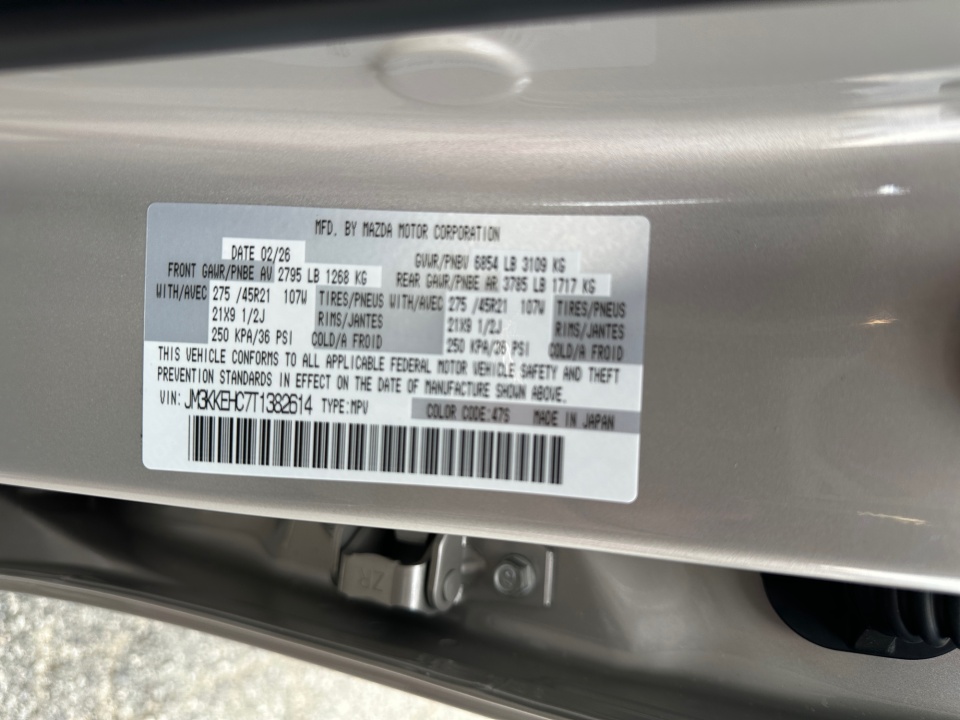 MFD. BY MAZDA MOTOR CORPORATION
DATE 02/26 GVWR/PNBV 6854 LB 3109 KG
FRONT GAWR/PNBE AV 2795 LB 1268 KG REAR GAWR/PNBE AR 3785 LB 1717 KG
WITH/AVEC 275 /45R21 107W TIRES/PNEUS WITH/AVEC 275 /45R21 107W TIRES/PNEUS
21X9 1/2J RIMS/JANTES 21X9 1/2J RIMS/JANTES
250 KPA/36 PSI COLD/A FROID 250 KPA/36 PSI COLD/A FROID
THIS VEHICLE CONFORMS TO ALL APPLICABLE FEDERAL MOTOR VEHICLE SAFETY AND THEFT
PREVENTION STANDARDS IN EFFECT ON THE DATE OF MANUFACTURE SHOWN ABOVE.
VIN: JM3KKEHC7T1382614 TYPE:MPV COLOR CODE:47S MADE IN JAPAN
ZR